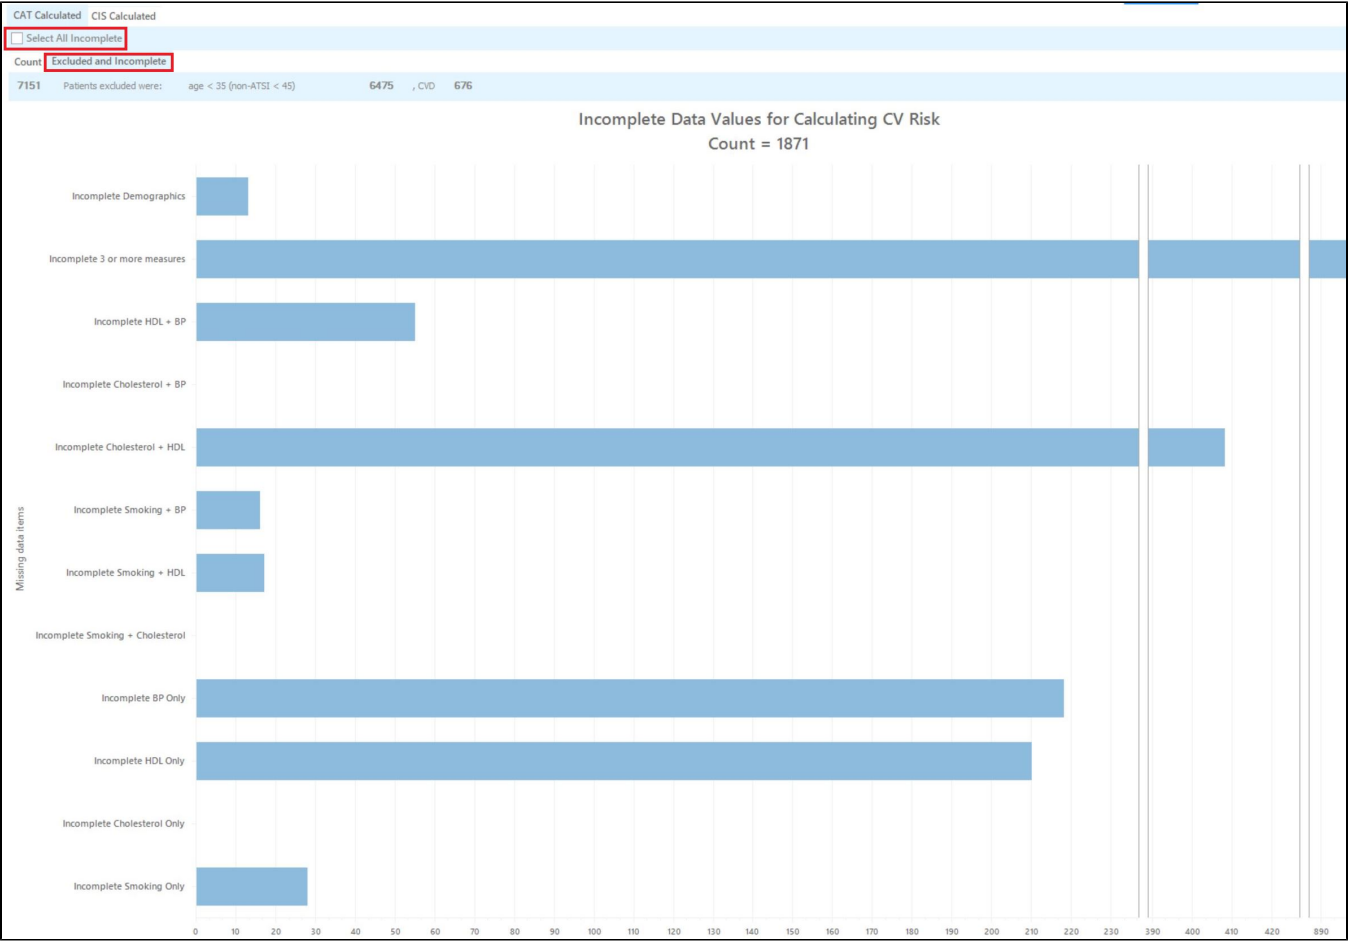 CAT Calculated CIS Calculated
Select All Incomplete
Count Excluded and Incomplete
7151 Patients excluded were: age < 35 (non-ATSI < 45) 6475 , CVD 676
Incomplete Data Values for Calculating CV Risk
Count = 1871
Incomplete Demographics
Incomplete 3 or more measures
Incomplete HDL + BP
Incomplete Cholesterol + BP
Incomplete Cholesterol + HDL
Incomplete Smoking + BP
Incomplete Smoking + HDL
Incomplete Smoking + Cholesterol
Incomplete BP Only
Incomplete HDL Only
Incomplete Cholesterol Only
Incomplete Smoking Only
Missing data items
0 10 20 30 40 50 60 70 80 90 100 110 120 130 140 150 160 170 180 190 200 210 220 230 390 400 410 420 890